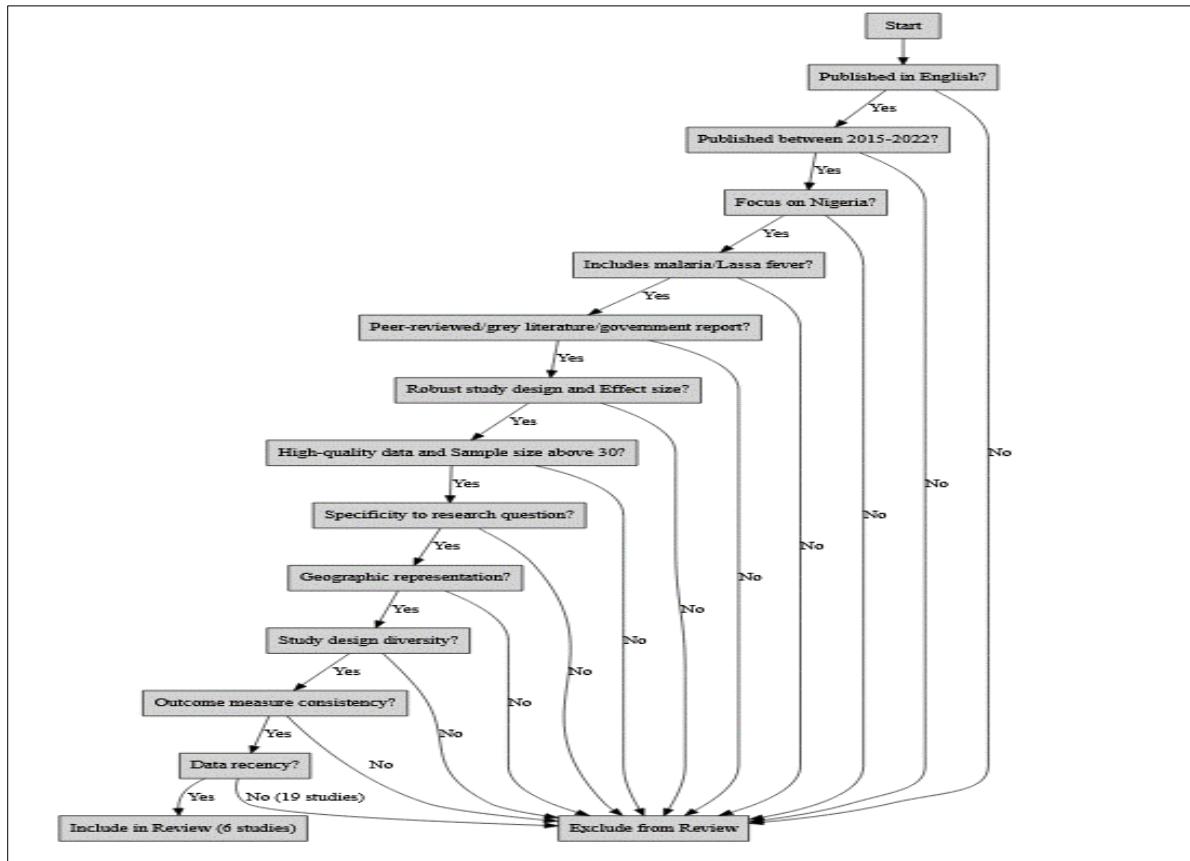 Start
Published in English?
Yes
Published between 2015-2022?
Yes
Focus on Nigeria?
Yes
Includes malaria/Lassa fever?
Yes
Peer-reviewed/grey literature/government report?
Yes
Robust study design and Effect size?
Yes
High-quality data and Sample size above 30?
No
Yes
No
Specificity to research question?
No
Yes
No
Geographic representation?
No
Yes
No
Study design diversity?
No
Yes
No
Outcome measure consistency?
No
Yes
No
Data recency?
No
Yes
No (19 studies)
Include in Review (6 studies)
Exclude from Review